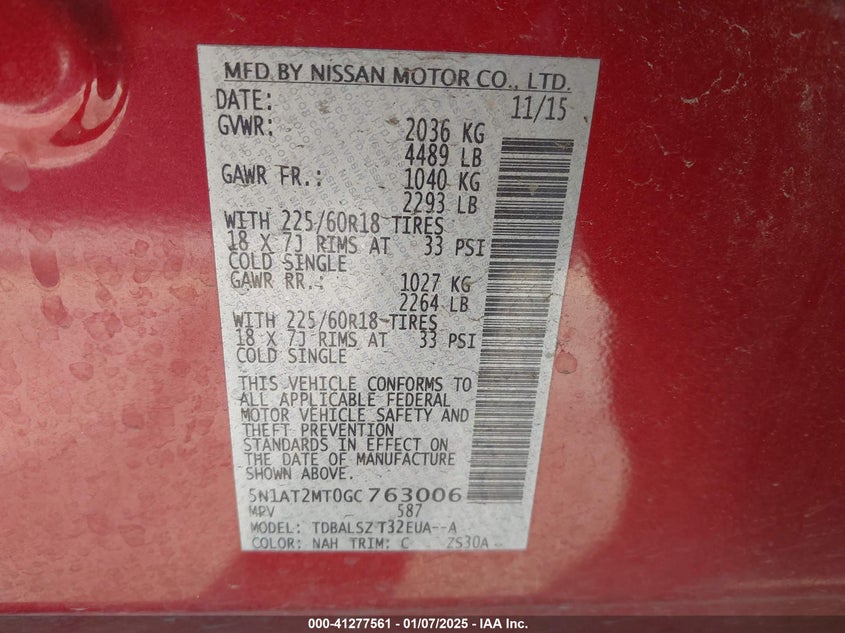 MFD BY NISSAN MOTOR CO., LTD.
DATE: 11/15
GVWR: 2036 KG
4489 LB
GAWR FR.: 1040 KG
2293 LB
WITH 225/60R18 TIRES
18 X 7J RIMS AT 33 PSI
COLD SINGLE
GAWR RR.: 1027 KG
2264 LB
WITH 225/60R18 TIRES
18 X 7J RIMS AT 33 PSI
COLD SINGLE
THIS VEHICLE CONFORMS TO
ALL APPLICABLE FEDERAL
MOTOR VEHICLE SAFETY AND
THEFT PREVENTION
STANDARDS IN EFFECT ON
THE DATE OF MANUFACTURE
SHOWN ABOVE.
5N1AT2MT0GC763006
MPV 587
MODEL: TDBALSZ T32EUA--A
COLOR: NAH TRIM: C ZS30A
000-41277561 - 01/07/2025 - IAA Inc.